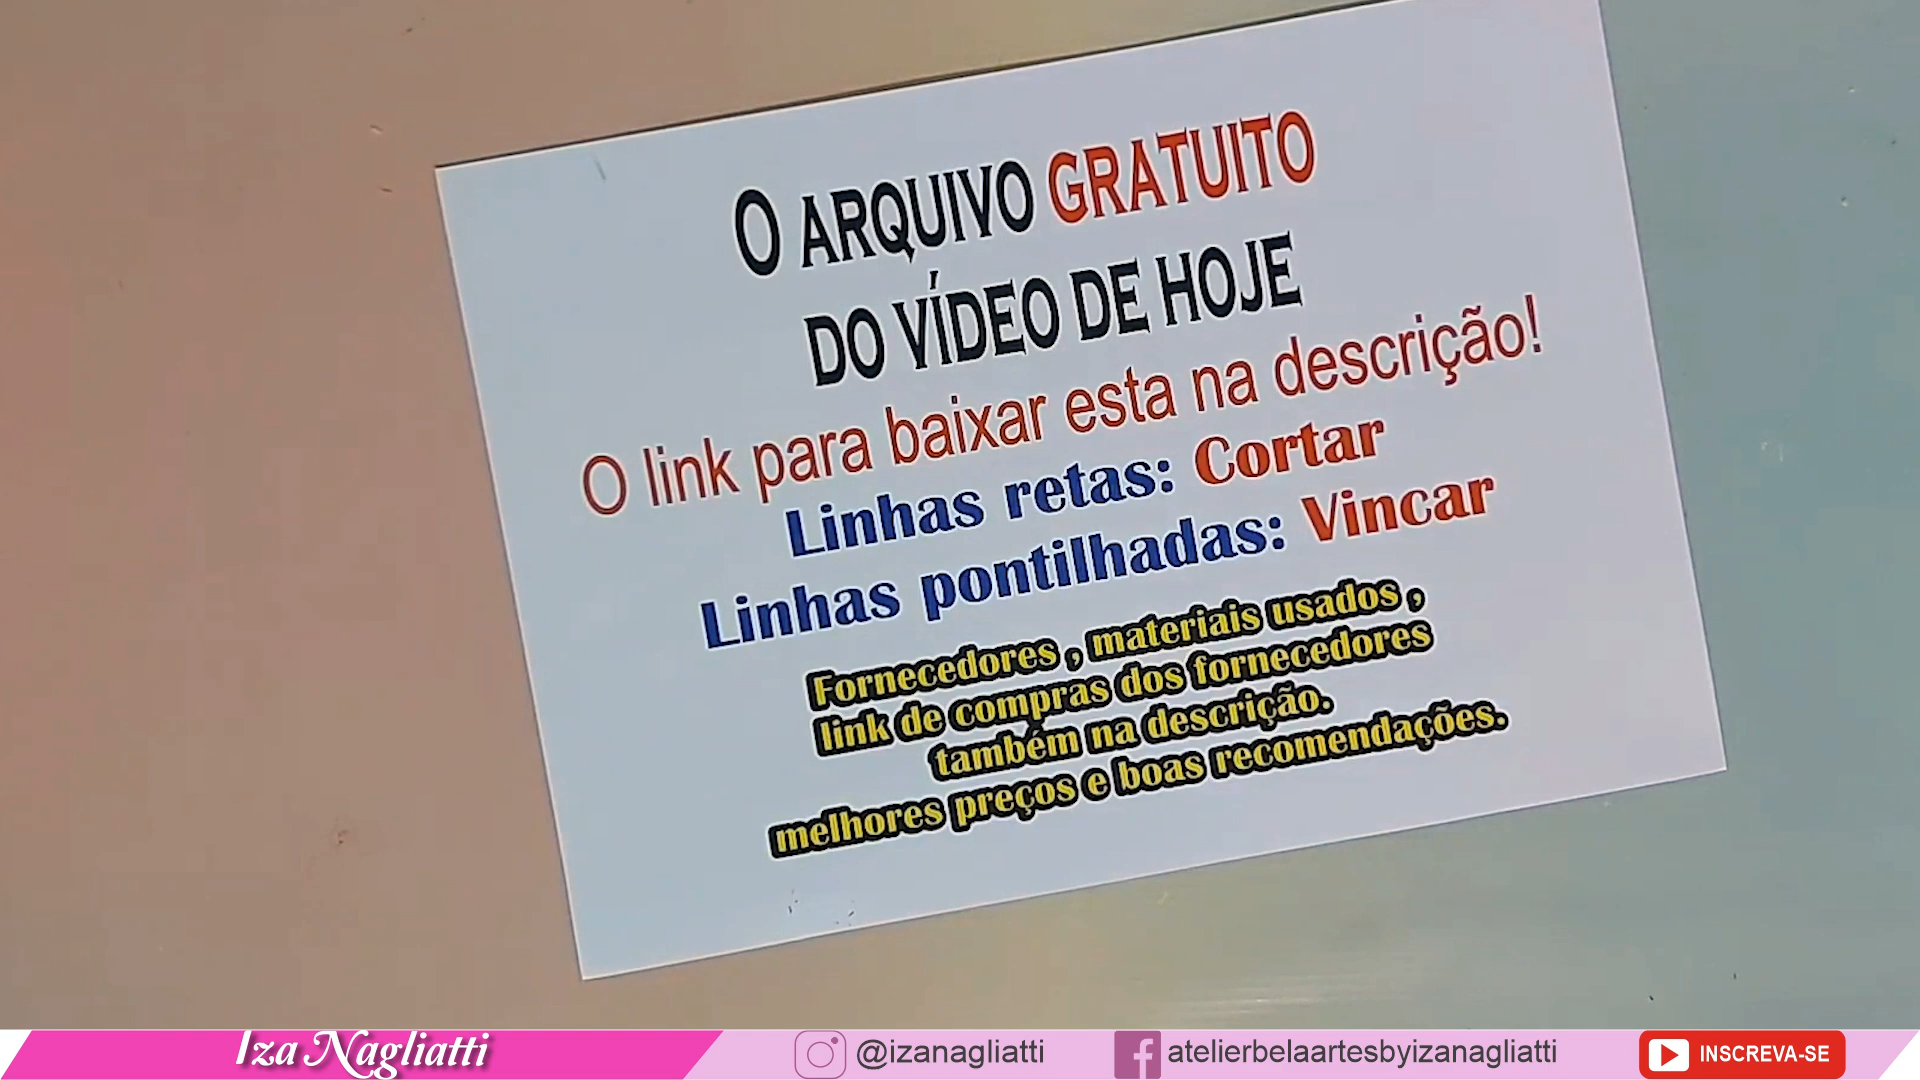 O ARQUIVO GRATUITO
DO VÍDEO DE HOJE
O link para baixar esta na descrição!
Linhas retas: Cortar
Linhas pontilhadas: Vincar
Fornecedores , materiais usados ,
link de compras dos fornecedores
também na descrição.
melhores preços e boas recomendações.
Iza Nagliatti
@izanagliatti
atelierbelaartesbyizanagliatti
INSCREVA-SE